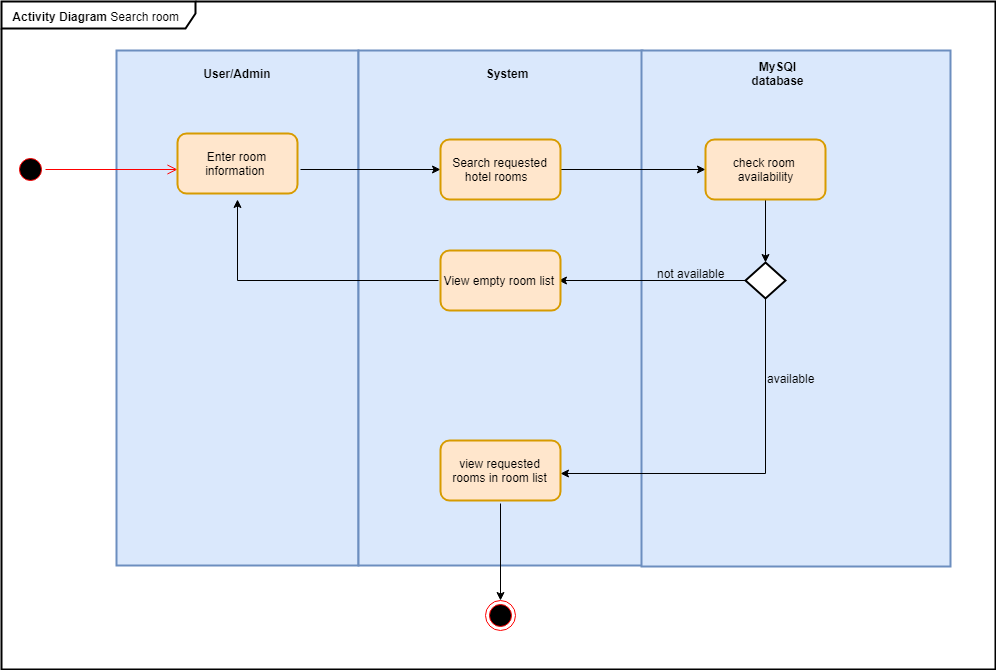 Activity Diagram Search room
User/Admin
System
MySQl
database
Enter room
information
Search requested
hotel rooms
check room
availability
View empty room list
not available
available
view requested
rooms in room list